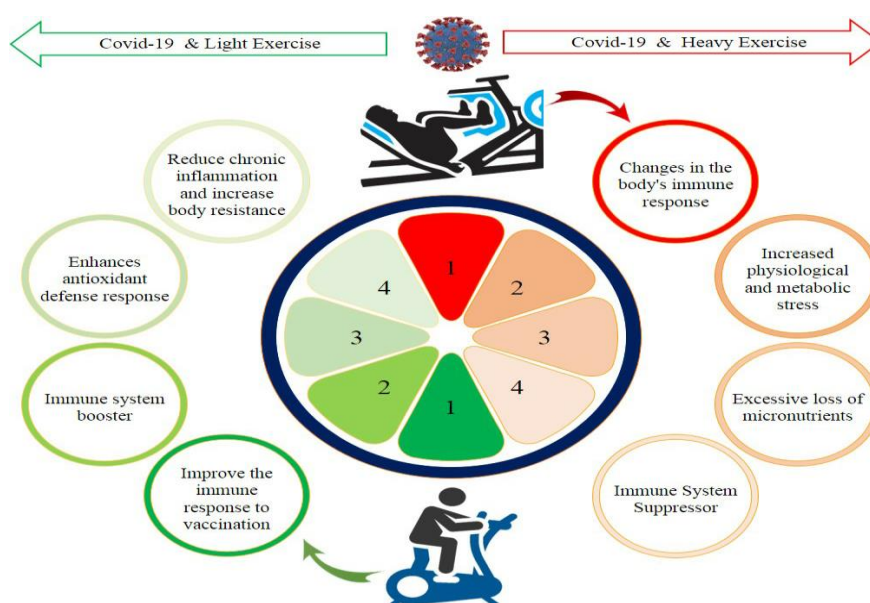 Covid-19 & Light Exercise
Covid-19 & Heavy Exercise
Reduce chronic
inflammation
and increase
body resistance
Enhances
antioxidant
defense response
Immune system
booster
Improve the
immune
response to
vaccination
1
2
3
4
1
2
3
4
Changes in the
body's immune
response
Increased
physiological
and metabolic
stress
Excessive loss of
micronutrients
Immune System
Suppressor